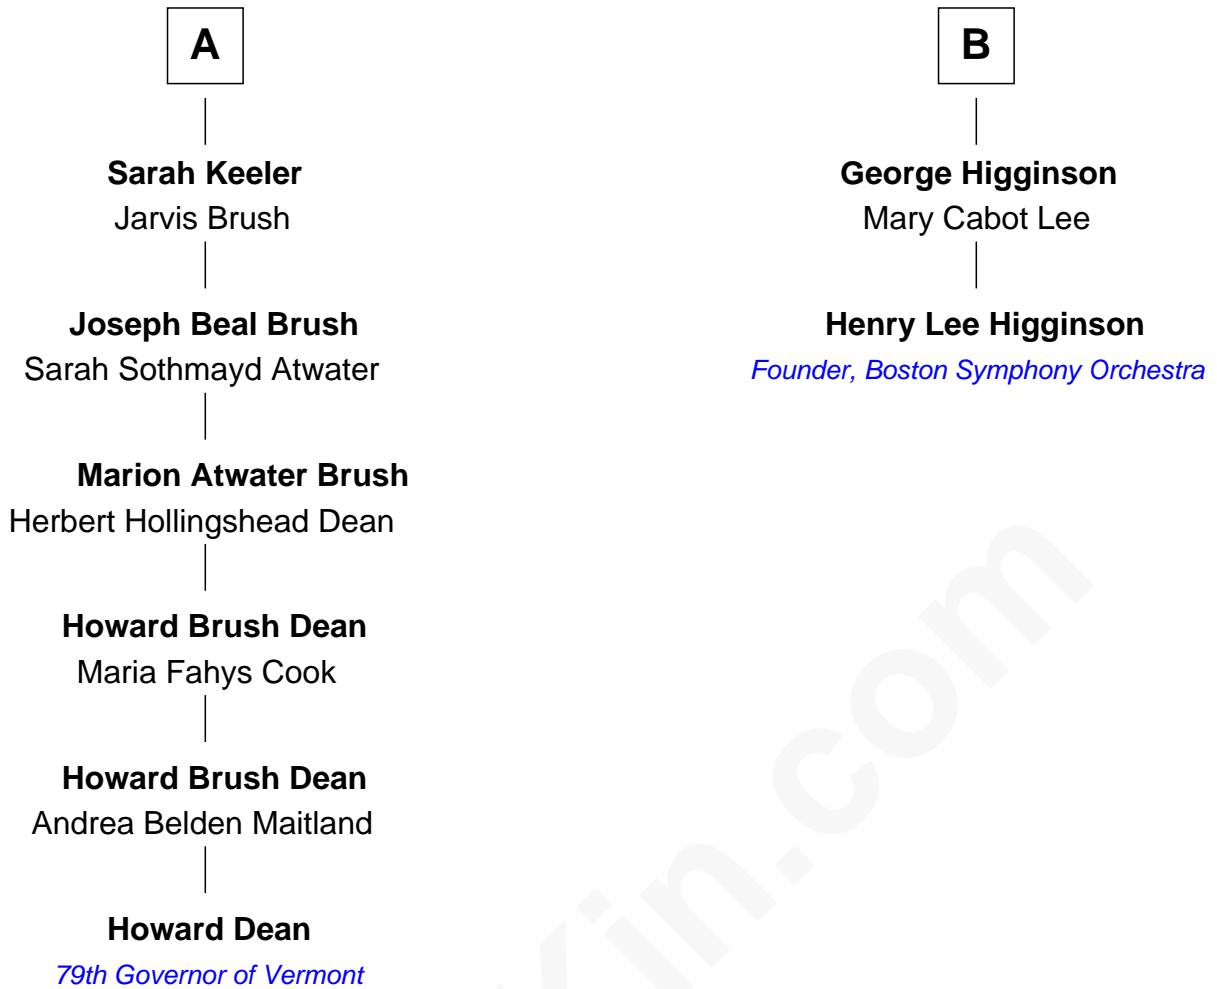 A
Sarah Keeler
Jarvis Brush
Joseph Beal Brush
Sarah Sothmayd Atwater
Marion Atwater Brush
Herbert Hollingshead Dean
Howard Brush Dean
Maria Fahys Cook
Howard Brush Dean
Andrea Belden Maitland
Howard Dean
79th Governor of Vermont
B
George Higginson
Mary Cabot Lee
Henry Lee Higginson
Founder, Boston Symphony Orchestra
Kin.com